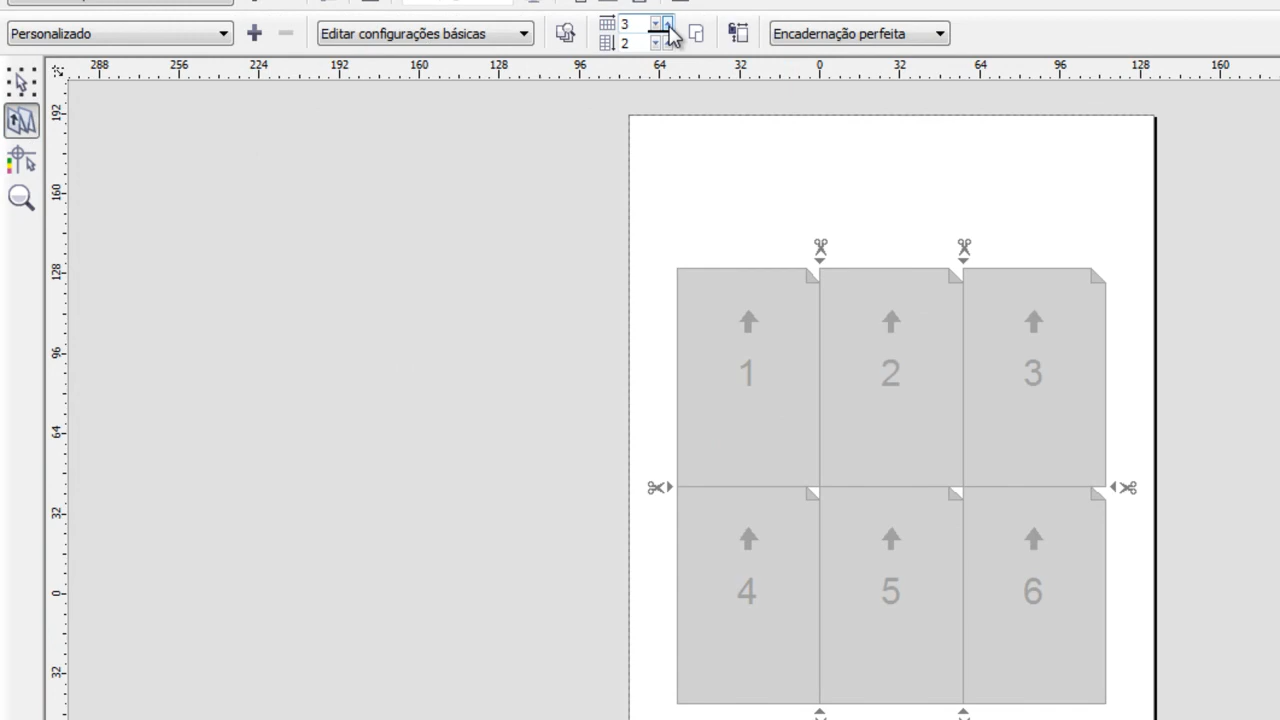 Personalizado
Editar configurações básicas
3
2
Encadernação perfeita
288 256 224 192 160 128 96 64 32 0 32 64 96 128 160
192
160
128
96
64
32
0
32
1 2 3
4 5 6